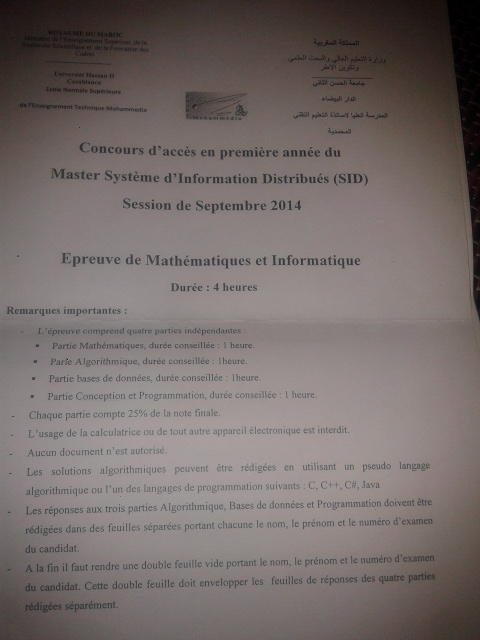 ROYAUME DU MAROC
Ministère de l'Enseignement Supérieur, de la
Recherche Scientifique et de la Formation des
Cadres
Université Hassan II
Casablanca
Ecole Normale Supérieure
de l'Enseignement Technique Mohammedia
المملكة المغربية
وزارة التعليم العالي والبحث العلمي
وتكوين الأطر
جامعة الحسن الثاني
الدار البيضاء
المدرسة العليا لأساتذة التعليم التقني
المحمدية
Concours d'accès en première année du
Master Système d'Information Distribués (SID)
Session de Septembre 2014
Epreuve de Mathématiques et Informatique
Durée : 4 heures
Remarques importantes :
- L'épreuve comprend quatre parties indépendantes :
▪ Partie Mathématiques, durée conseillée : 1 heure.
▪ Parie Algorithmique, durée conseillée : 1heure.
▪ Partie bases de données, durée conseillée : 1heure.
▪ Partie Conception et Programmation, durée conseillée : 1 heure.
- Chaque partie compte 25% de la note finale.
- L'usage de la calculatrice ou de tout autre appareil électronique est interdit.
- Aucun document n'est autorisé.
- Les solutions algorithmiques peuvent être rédigées en utilisant un pseudo langage
algorithmique ou l'un des langages de programmation suivants : C, C++, C#, Java
- Les réponses aux trois parties Algorithmique, Bases de données et Programmation doivent être
rédigées dans des feuilles séparées portant chacune le nom, le prénom et le numéro d'examen
du candidat.
- A la fin il faut rendre une double feuille vide portant le nom, le prénom et le numéro d'examen
du candidat. Cette double feuille doit envelopper les feuilles de réponses des quatre parties
rédigées séparément.